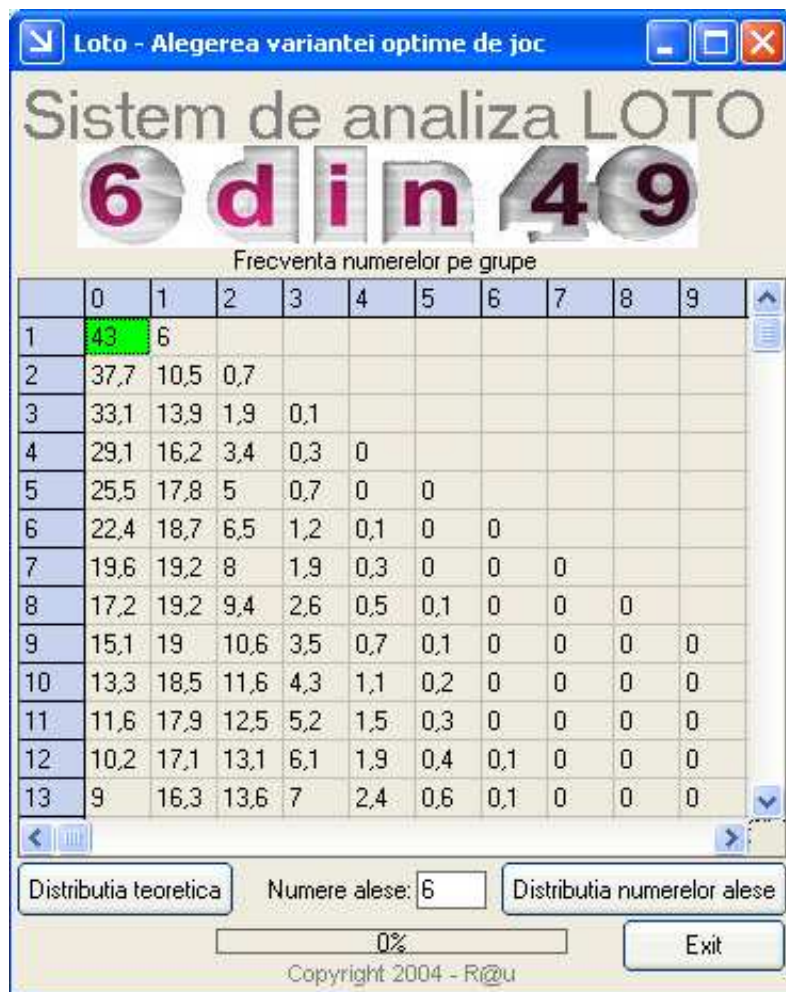 Loto - Alegerea variantei optime de joc
Sistem de analiza LOTO
6 din 49
Frecventa numerelor pe grupe
0 1 2 3 4 5 6 7 8 9
1 43 6
2 37,7 10,5 0,7
3 33,1 13,9 1,9 0,1
4 29,1 16,2 3,4 0,3 0
5 25,5 17,8 5 0,7 0 0
6 22,4 18,7 6,5 1,2 0,1 0 0
7 19,6 19,2 8 1,9 0,3 0 0 0
8 17,2 19,2 9,4 2,6 0,5 0,1 0 0 0
9 15,1 19 10,6 3,5 0,7 0,1 0 0 0 0
10 13,3 18,5 11,6 4,3 1,1 0,2 0 0 0 0
11 11,6 17,9 12,5 5,2 1,5 0,3 0 0 0 0
12 10,2 17,1 13,1 6,1 1,9 0,4 0,1 0 0 0
13 9 16,3 13,6 7 2,4 0,6 0,1 0 0 0
Distributia teoretica Numere alese: 6 Distributia numerelor alese
0% Exit
Copyright 2004 - R@u